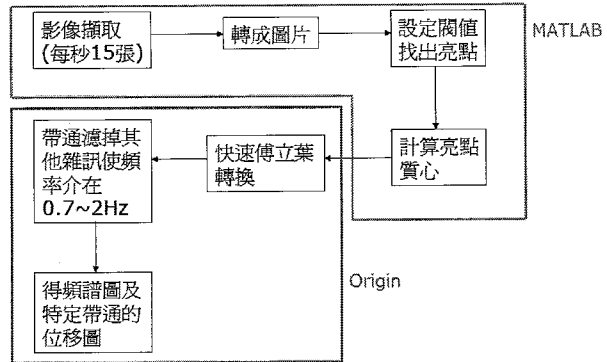 影像擷取
(每秒15張)
轉成圖片
設定閥值
找出亮點
MATLAB
計算亮點
質心
快速傅立葉
轉換
帶通濾掉其
他雜訊使頻
率介在
0.7~2Hz
得頻譜圖及
特定帶通的
位移圖
Origin